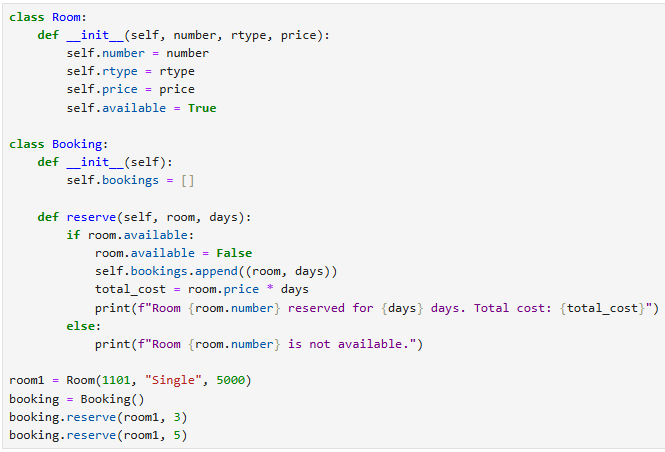 class Room:
    def __init__(self, number, rtype, price):
        self.number = number
        self.rtype = rtype
        self.price = price
        self.available = True

class Booking:
    def __init__(self):
        self.bookings = []

    def reserve(self, room, days):
        if room.available:
            room.available = False
            self.bookings.append((room, days))
            total_cost = room.price * days
            print(f"Room {room.number} reserved for {days} days. Total cost: {total_cost}")
        else:
            print(f"Room {room.number} is not available.")

room1 = Room(1101, "Single", 5000)
booking = Booking()
booking.reserve(room1, 3)
booking.reserve(room1, 5)